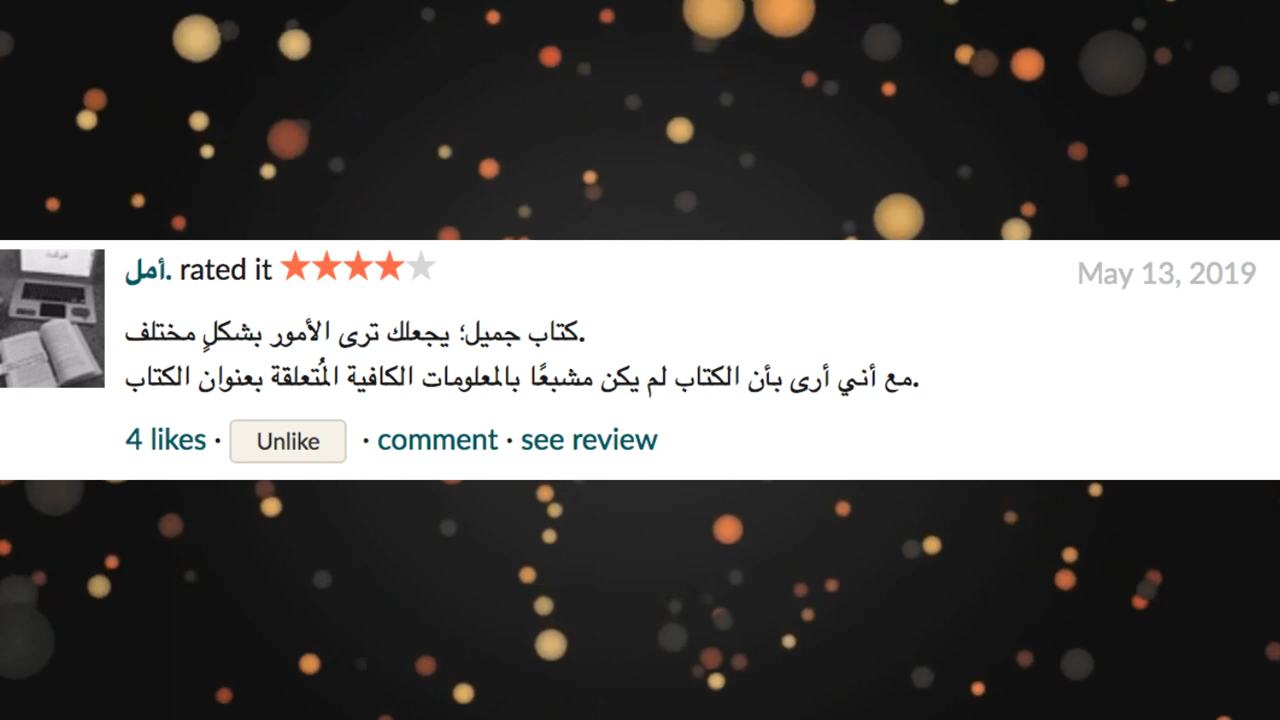 أمل. rated it
May 13, 2019
كتاب جميل؛ يجعلك ترى الأمور بشكلٍ مختلف.
مع أني أرى بأن الكتاب لم يكن مشبعًا بالمعلومات الكافية المُتعلقة بعنوان الكتاب.
4 likes · Unlike · comment · see review